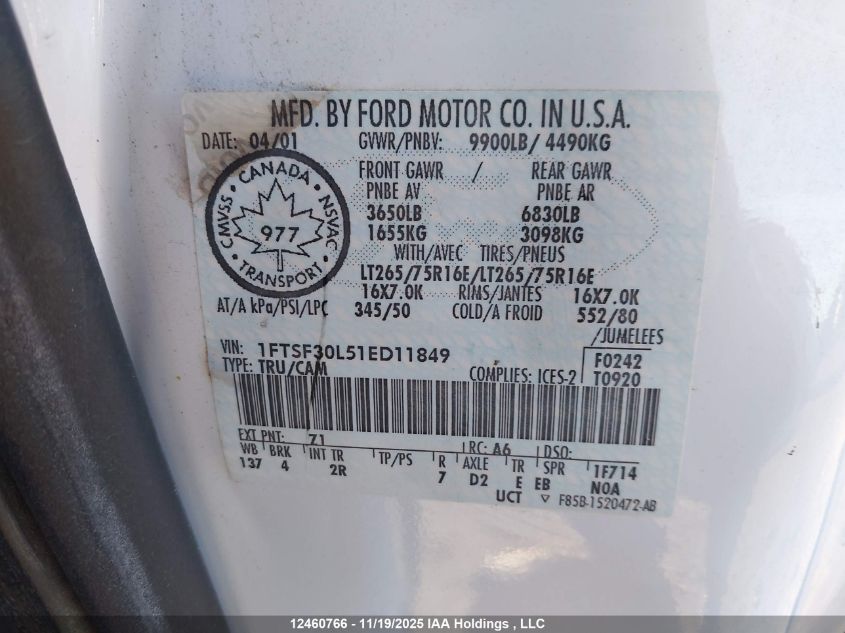 MFD. BY FORD MOTOR CO. IN U.S.A.
DATE: 04/01 GVWR/PNBV: 9900LB/ 4490KG
FRONT GAWR / REAR GAWR
PNBE AV PNBE AR
3650LB 6830LB
1655KG 3098KG
WITH/AVEC TIRES/PNEUS
LT265/75R16E/LT265/75R16E
16X7.0K RIMS/JANTES 16X7.0K
AT/A kPa/PSI/LPC 345/50 COLD/A FROID 552/80
/JUMELEES
CANADA
CMVSS 977 NSVAC
TRANSPORT
VIN: 1FTSF30L51ED11849 F0242
TYPE: TRU/CAM COMPLIES: ICES-2 T0920
EXT PNT: 71 RC: A6 DSO:
WB BRK INT TR TP/PS R AXLE TR SPR 1F714
137 4 2R 7 D2 E EB N0A
UCT ▽ F85B-1520472-AB
12460766 - 11/19/2025 IAA Holdings , LLC